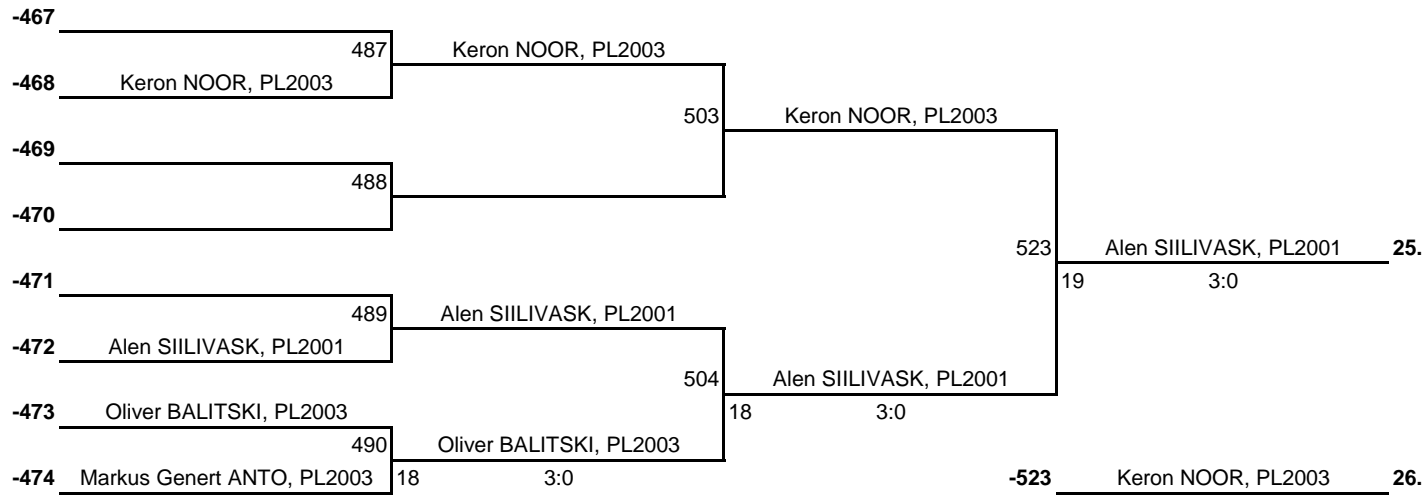 -467
487 Keron NOOR, PL2003
-468 Keron NOOR, PL2003
503 Keron NOOR, PL2003
-469
488
-470
523 Alen SIILIVASK, PL2001 25.
-471 19 3:0
489 Alen SIILIVASK, PL2001
-472 Alen SIILIVASK, PL2001
504 Alen SIILIVASK, PL2001
-473 Oliver BALITSKI, PL2003 18 3:0
490 Oliver BALITSKI, PL2003
-474 Markus Genert ANTO, PL2003 18 3:0 -523 Keron NOOR, PL2003 26.